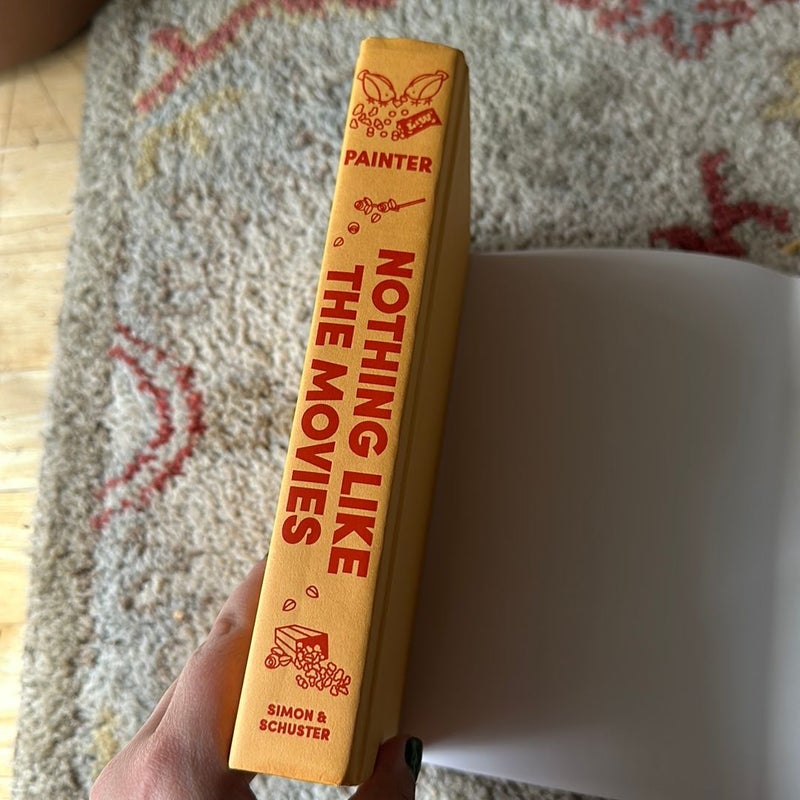 PAINTER
NOTHING LIKE
THE MOVIES
SIMON &
SCHUSTER